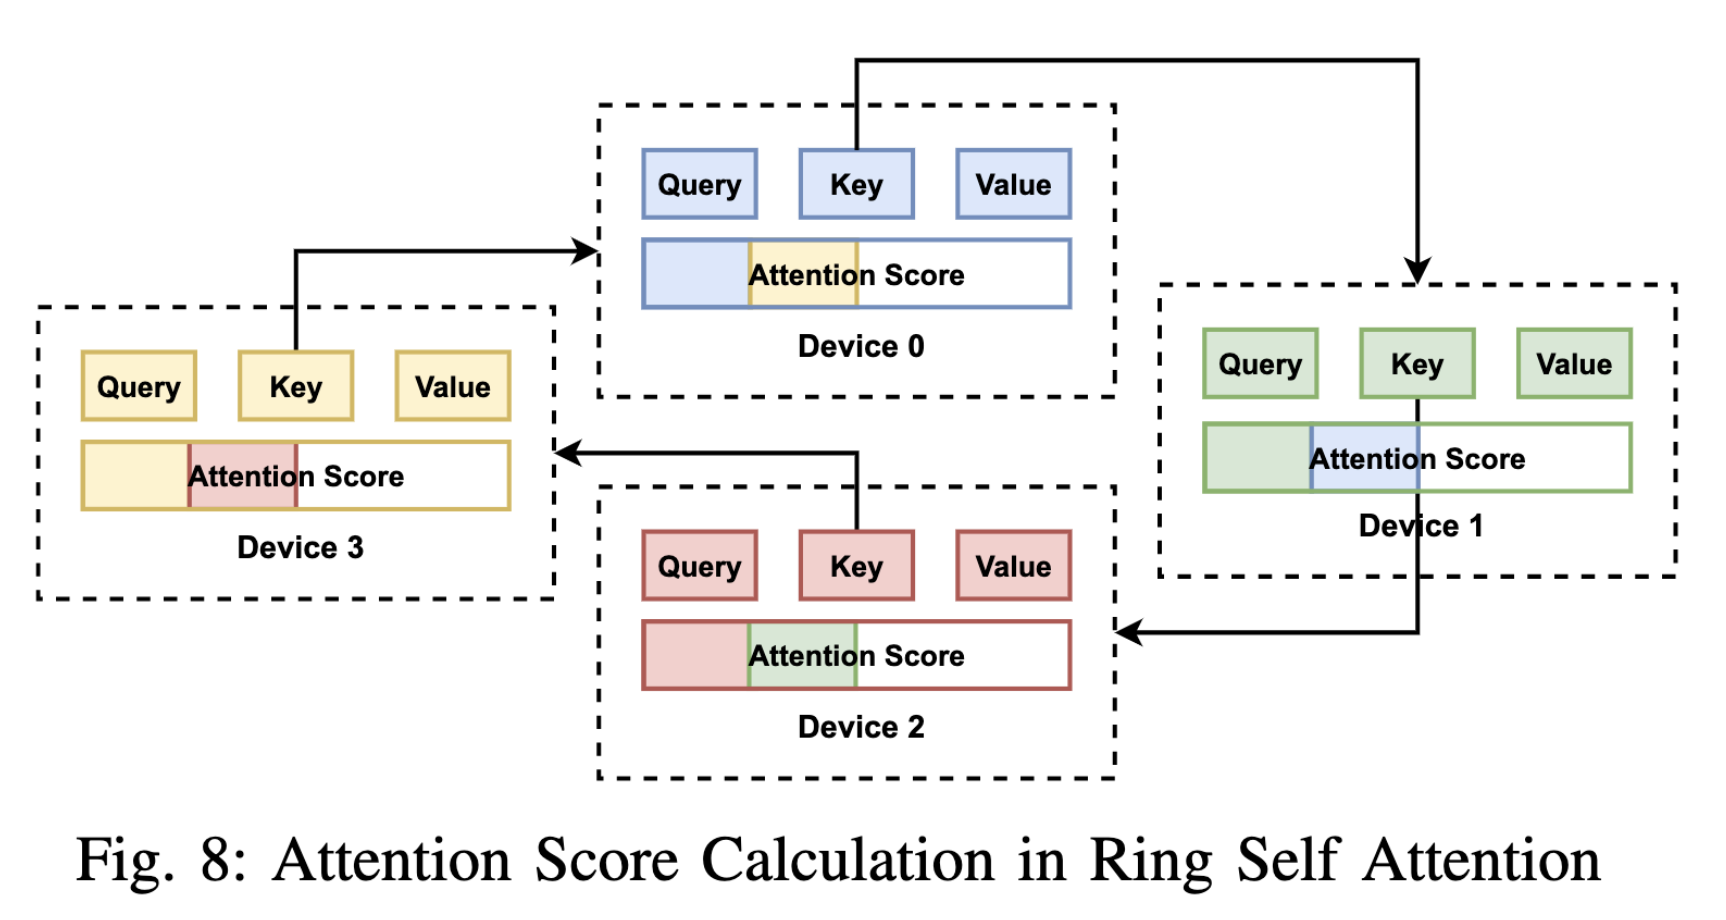 Query Key Value
Attention Score
Device 0
Query Key Value
Attention Score
Device 1
Query Key Value
Attention Score
Device 3
Query Key Value
Attention Score
Device 2
Fig. 8: Attention Score Calculation in Ring Self Attention